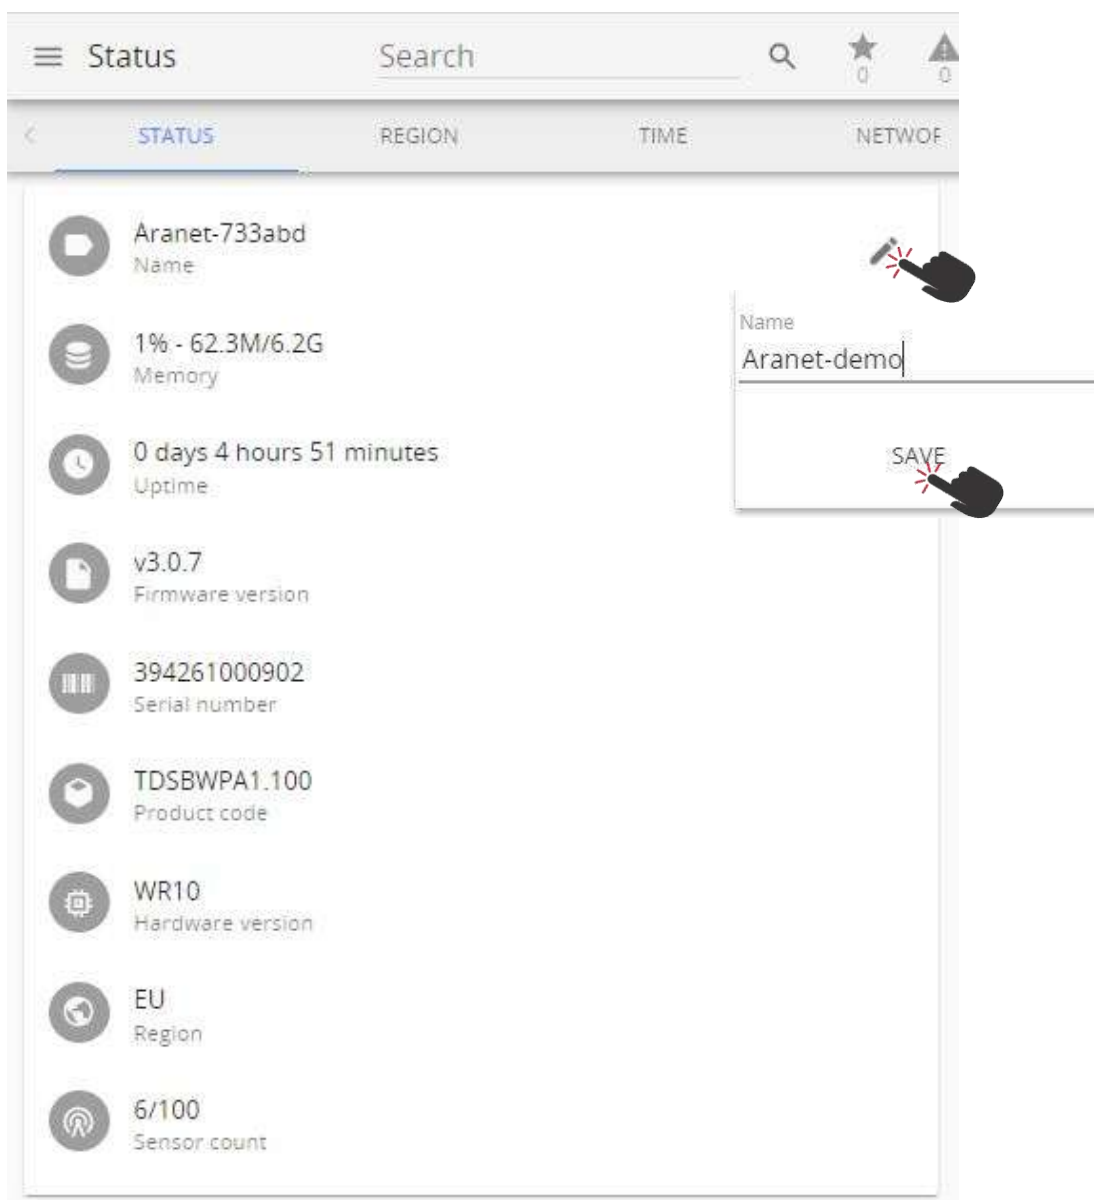 Status Search
0 0
STATUS REGION TIME NETWOR
Aranet-733abd
Name
Name
1% - 62.3M/6.2G
Aranet-demo
Memory
0 days 4 hours 51 minutes
SAVE
Uptime
v3.0.7
Firmware version
394261000902
Serial number
TDSBWPA1.100
Product code
WR10
Hardware version
EU
Region
6/100
Sensor count